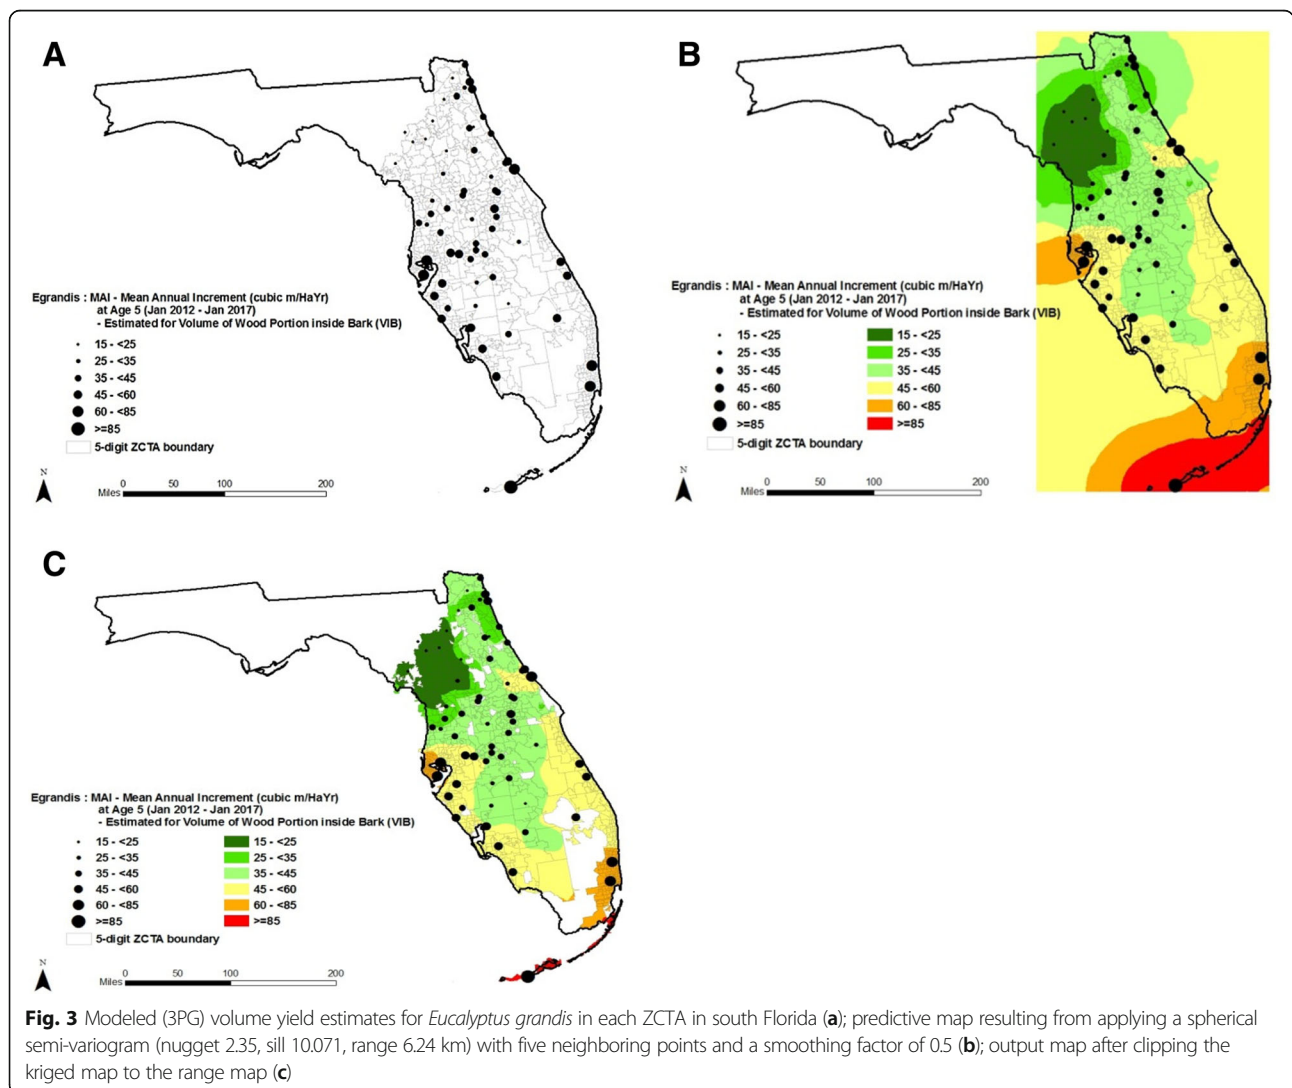 A
Egrandis : MAI - Mean Annual Increment (cubic m/HaYr)
at Age 5 (Jan 2012 - Jan 2017)
- Estimated for Volume of Wood Portion inside Bark (VIB)
15 - <25
25 - <35
35 - <45
45 - <60
60 - <85
>=85
5-digit ZCTA boundary
N
Miles 0 50 100 200
B
Egrandis : MAI - Mean Annual Increment (cubic m/HaYr)
at Age 5 (Jan 2012 - Jan 2017)
- Estimated for Volume of Wood Portion inside Bark (VIB)
15 - <25 15 - <25
25 - <35 25 - <35
35 - <45 35 - <45
45 - <60 45 - <60
60 - <85 60 - <85
>=85 >=85
5-digit ZCTA boundary
N
Miles 0 50 100 200
C
Egrandis : MAI - Mean Annual Increment (cubic m/HaYr)
at Age 5 (Jan 2012 - Jan 2017)
- Estimated for Volume of Wood Portion inside Bark (VIB)
15 - <25 15 - <25
25 - <35 25 - <35
35 - <45 35 - <45
45 - <60 45 - <60
60 - <85 60 - <85
>=85 >=85
5-digit ZCTA boundary
N
Miles 0 50 100 200
Fig. 3 Modeled (3PG) volume yield estimates for Eucalyptus grandis in each ZCTA in south Florida (a); predictive map resulting from applying a spherical
semi-variogram (nugget 2.35, sill 10.071, range 6.24 km) with five neighboring points and a smoothing factor of 0.5 (b); output map after clipping the
kriged map to the range map (c)